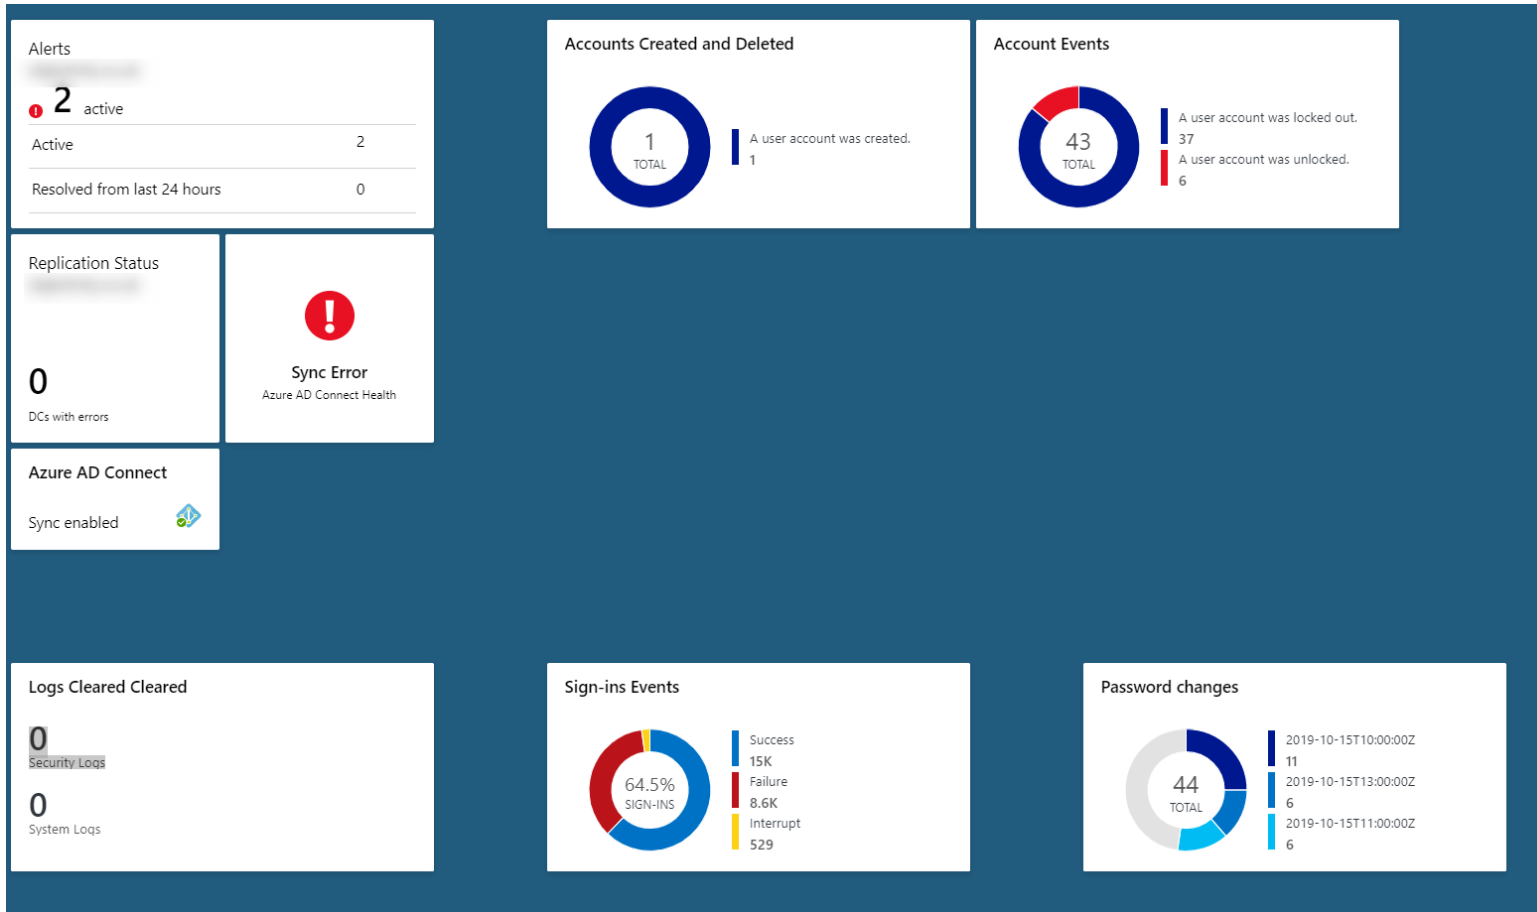 Alerts
2 active
Active 2
Resolved from last 24 hours 0
Replication Status
0
DCs with errors
Sync Error
Azure AD Connect Health
Azure AD Connect
Sync enabled
Accounts Created and Deleted
1
TOTAL
A user account was created.
1
Account Events
43
TOTAL
A user account was locked out.
37
A user account was unlocked.
6
Logs Cleared Cleared
0
Security Logs
0
System Logs
Sign-ins Events
64.5%
SIGN-INS
Success
15K
Failure
8.6K
Interrupt
529
Password changes
44
TOTAL
2019-10-15T10:00:00Z
11
2019-10-15T13:00:00Z
6
2019-10-15T11:00:00Z
6